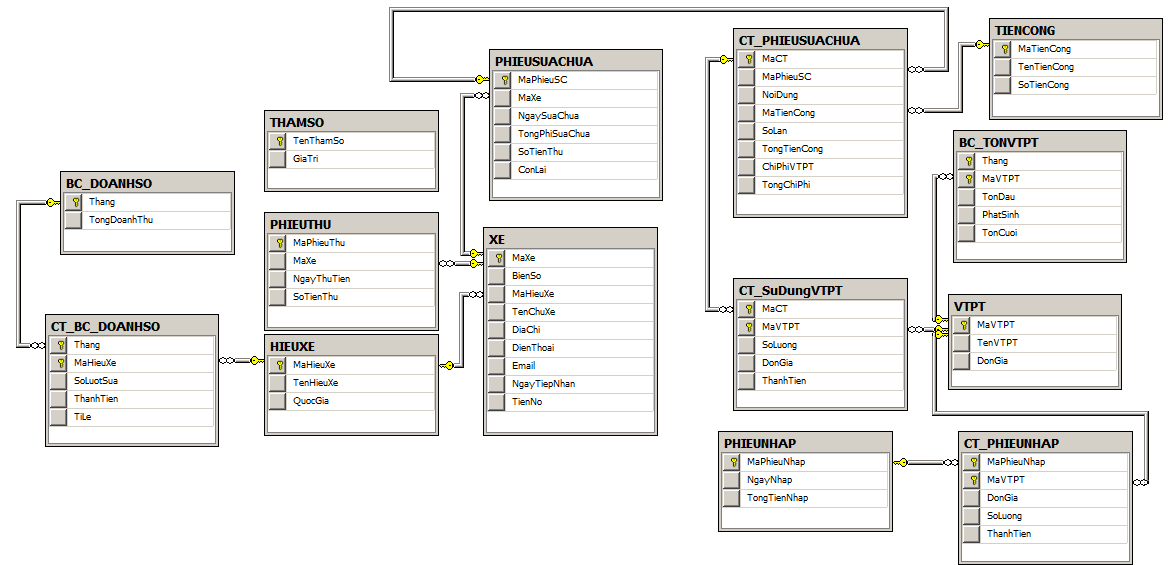 PHIEUSUACHUA
MaPhieuSC
MaXe
NgaySuaChua
TongPhiSuaChua
SoTienThu
ConLai
CT_PHIEUSUACHUA
MaCT
MaPhieuSC
NoiDung
MaTienCong
SoLan
TongTienCong
ChiPhiVTPT
TongChiPhi
TIENCONG
MaTienCong
TenTienCong
SoTienCong
THAMSO
TenThamSo
GiaTri
BC_TONVTPT
Thang
MaVTPT
TonDau
PhatSinh
TonCuoi
BC_DOANHSO
Thang
TongDoanhThu
PHIEUTHU
MaPhieuThu
MaXe
NgayThuTien
SoTienThu
XE
MaXe
BienSo
MaHieuXe
TenChuXe
DiaChi
DienThoai
Email
NgayTiepNhan
TienNo
CT_SuDungVTPT
MaCT
MaVTPT
SoLuong
DonGia
ThanhTien
VTPT
MaVTPT
TenVTPT
DonGia
CT_BC_DOANHSO
Thang
MaHieuXe
SoLuotSua
ThanhTien
TiLe
HIEUXE
MaHieuXe
TenHieuXe
QuocGia
PHIEUNHAP
MaPhieuNhap
NgayNhap
TongTienNhap
CT_PHIEUNHAP
MaPhieuNhap
MaVTPT
DonGia
SoLuong
ThanhTien